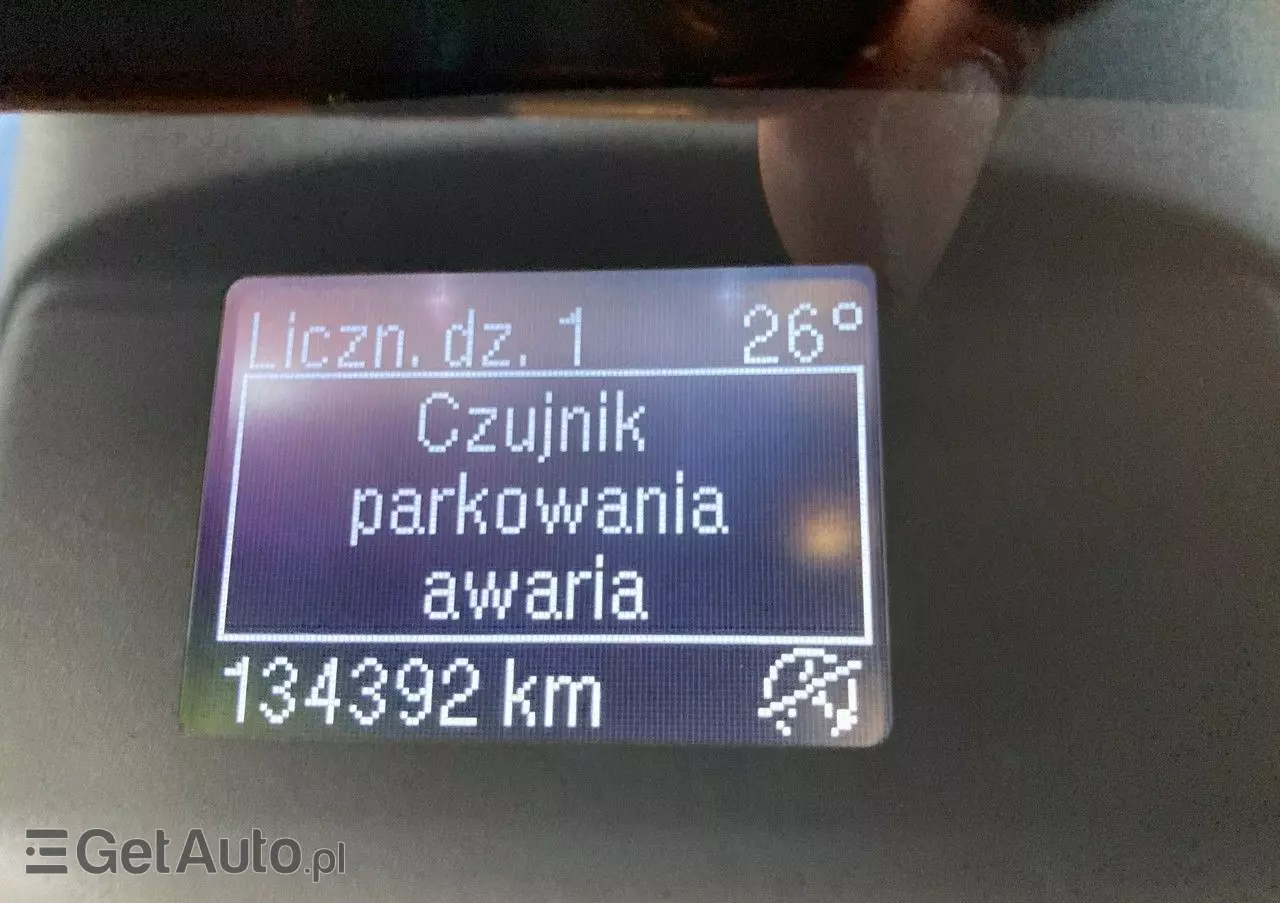 Liczn. dz. 1 26°
Czujnik
parkowania
awaria
134392 km
GetAuto.pl